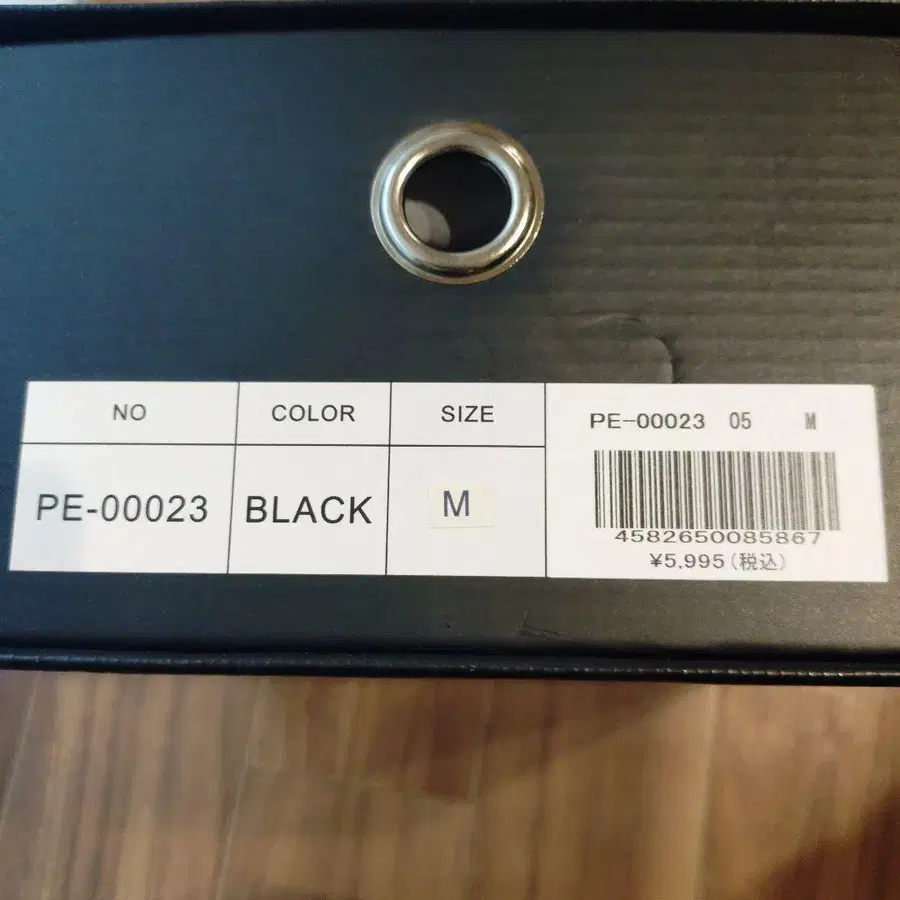 NO COLOR SIZE
PE-00023 BLACK M
PE-00023 05 M
4582650085867
¥5,995(税込)